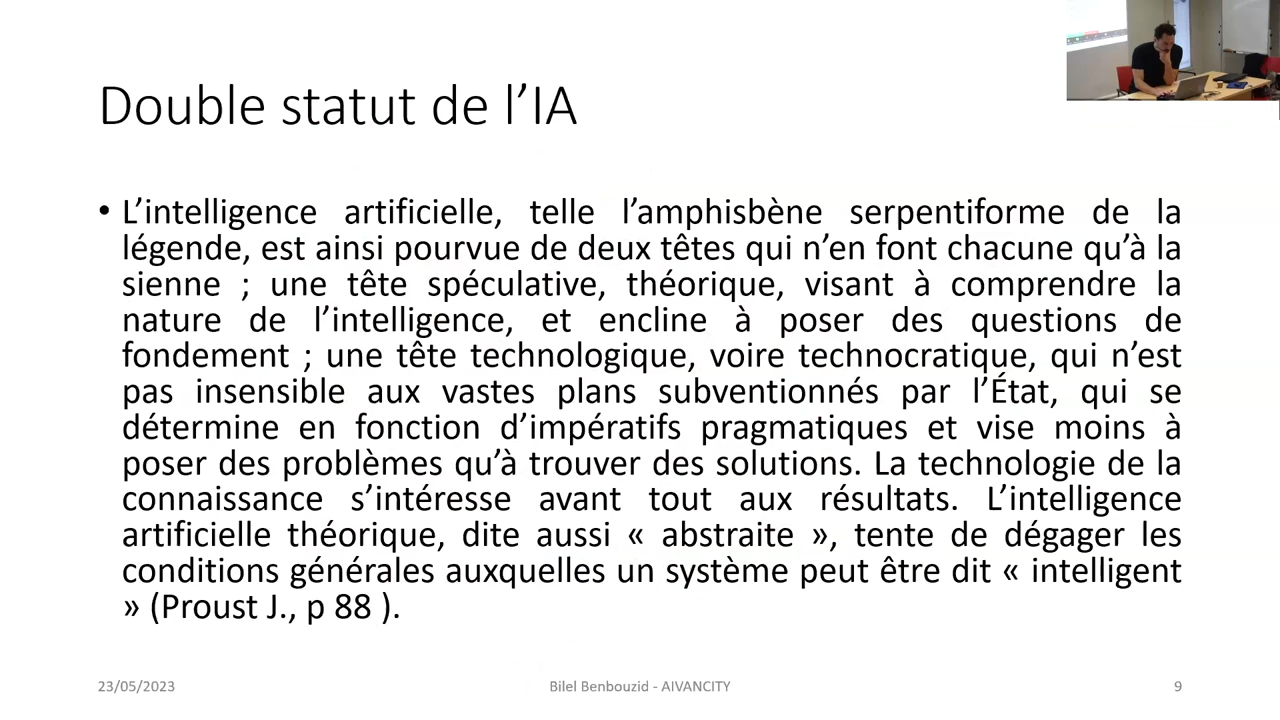 Double statut de l’IA
• L’intelligence artificielle, telle l’amphisbène serpentiforme de la
légende, est ainsi pourvue de deux têtes qui n’en font chacune qu’à la
sienne ; une tête spéculative, théorique, visant à comprendre la
nature de l’intelligence, et encline à poser des questions de
fondement ; une tête technologique, voire technocratique, qui n’est
pas insensible aux vastes plans subventionnés par l’État, qui se
détermine en fonction d’impératifs pragmatiques et vise moins à
poser des problèmes qu’à trouver des solutions. La technologie de la
connaissance s’intéresse avant tout aux résultats. L’intelligence
artificielle théorique, dite aussi « abstraite », tente de dégager les
conditions générales auxquelles un système peut être dit « intelligent
» (Proust J., p 88 ).
23/05/2023
Bilel Benbouzid - AIVANCITY
9